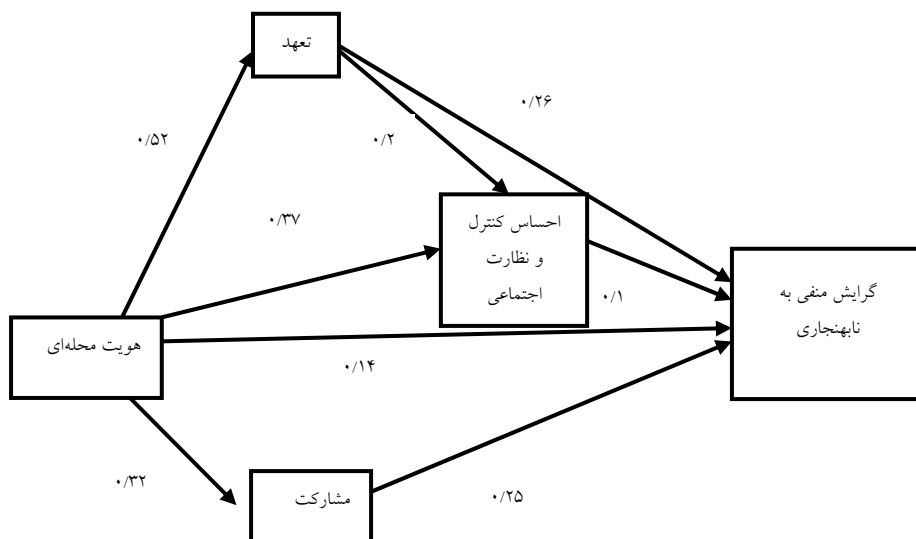 تعهد
۰/۲۶
۰/۵۲
۰/۲
احساس کنترل
و نظارت
اجتماعی
۰/۳۷
گرایش منفی به
نابهنجاری
۰/۱
هویت محله‌ای
۰/۱۴
۰/۳۲
مشارکت
۰/۲۵